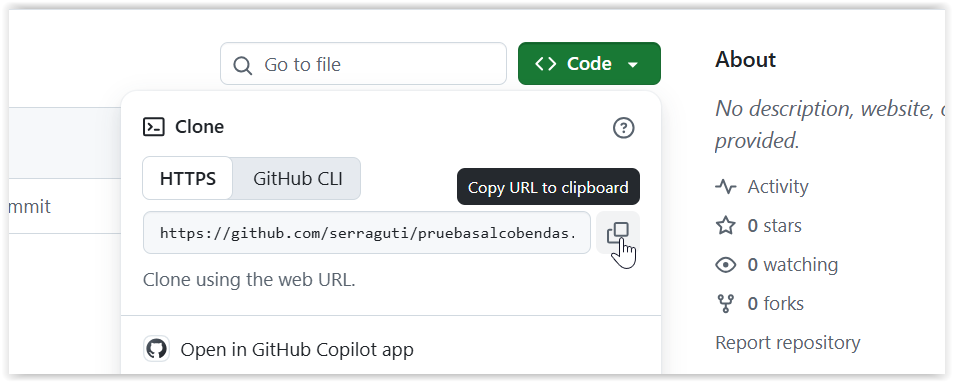 Go to file
Code
About
No description, website, o
provided.
Clone
HTTPS
GitHub CLI
Copy URL to clipboard
https://github.com/serraguti/pruebasalcobendas.
Clone using the web URL.
Open in GitHub Copilot app
mmit
Activity
0 stars
0 watching
0 forks
Report repository